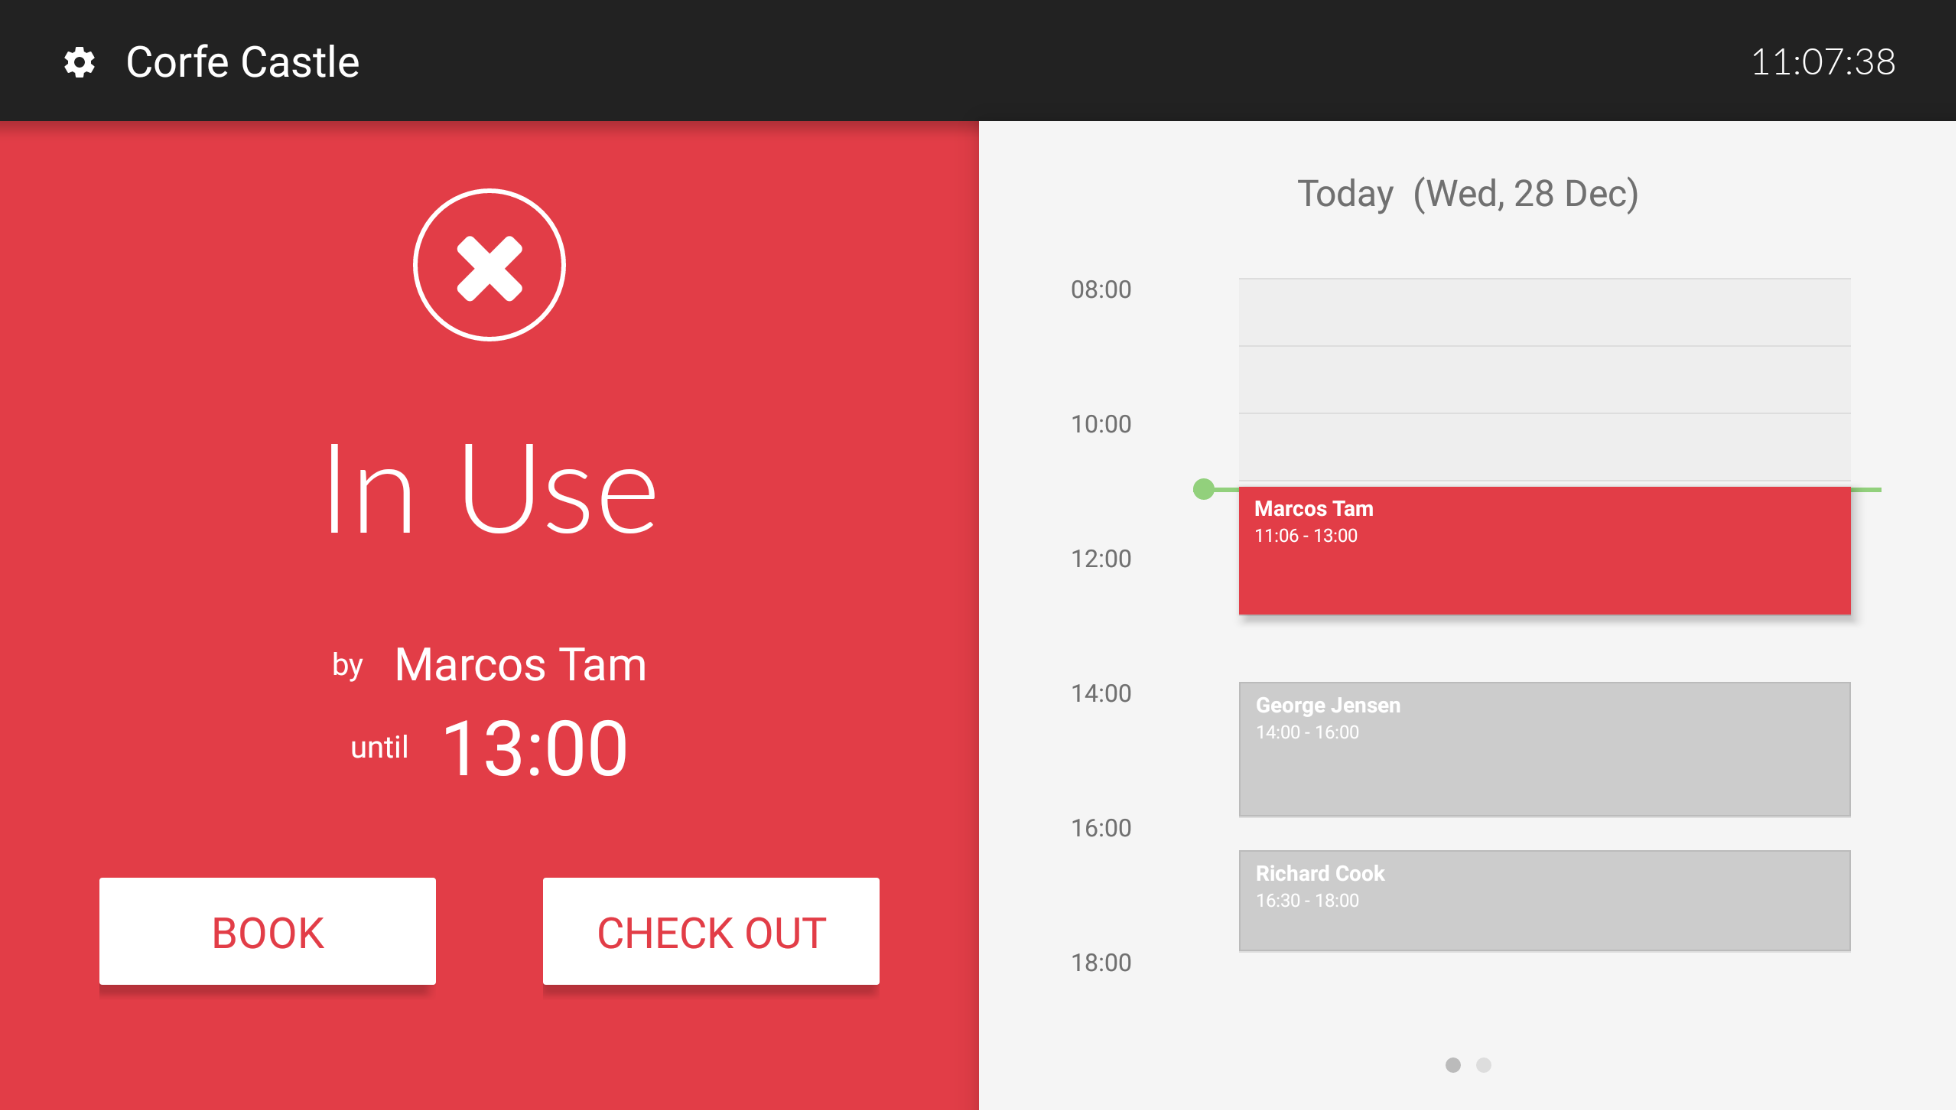 Corfe Castle
11:07:38
In Use
by Marcos Tam
until 13:00
BOOK
CHECK OUT
Today (Wed, 28 Dec)
08:00
10:00
Marcos Tam
11:06 - 13:00
12:00
14:00
George Jensen
14:00 - 16:00
16:00
Richard Cook
16:30 - 18:00
18:00